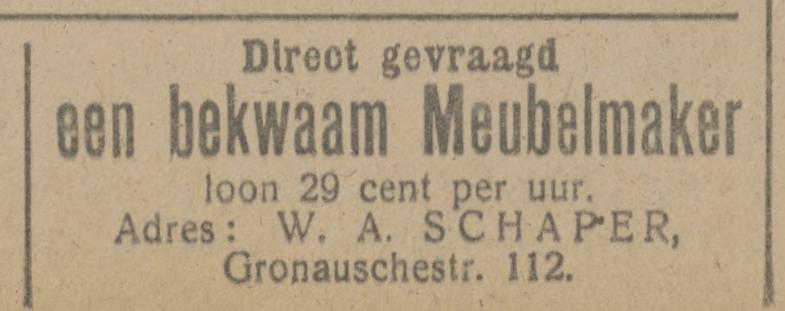 Direct gevraagd
een bekwaam Meubelmaker
loon 29 cent per uur.
Adres: W. A. SCHAPER,
Gronauschestr. 112.